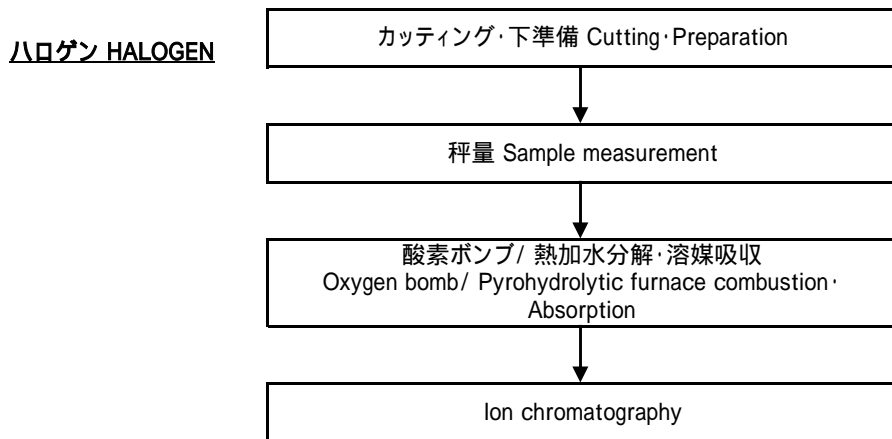 ハロゲン HALOGEN
カッティング・下準備 Cutting・Preparation
秤量 Sample measurement
酸素ボンブ/ 熱加水分解・溶媒吸収
Oxygen bomb/ Pyrohydrolytic furnace combustion・
Absorption
Ion chromatography